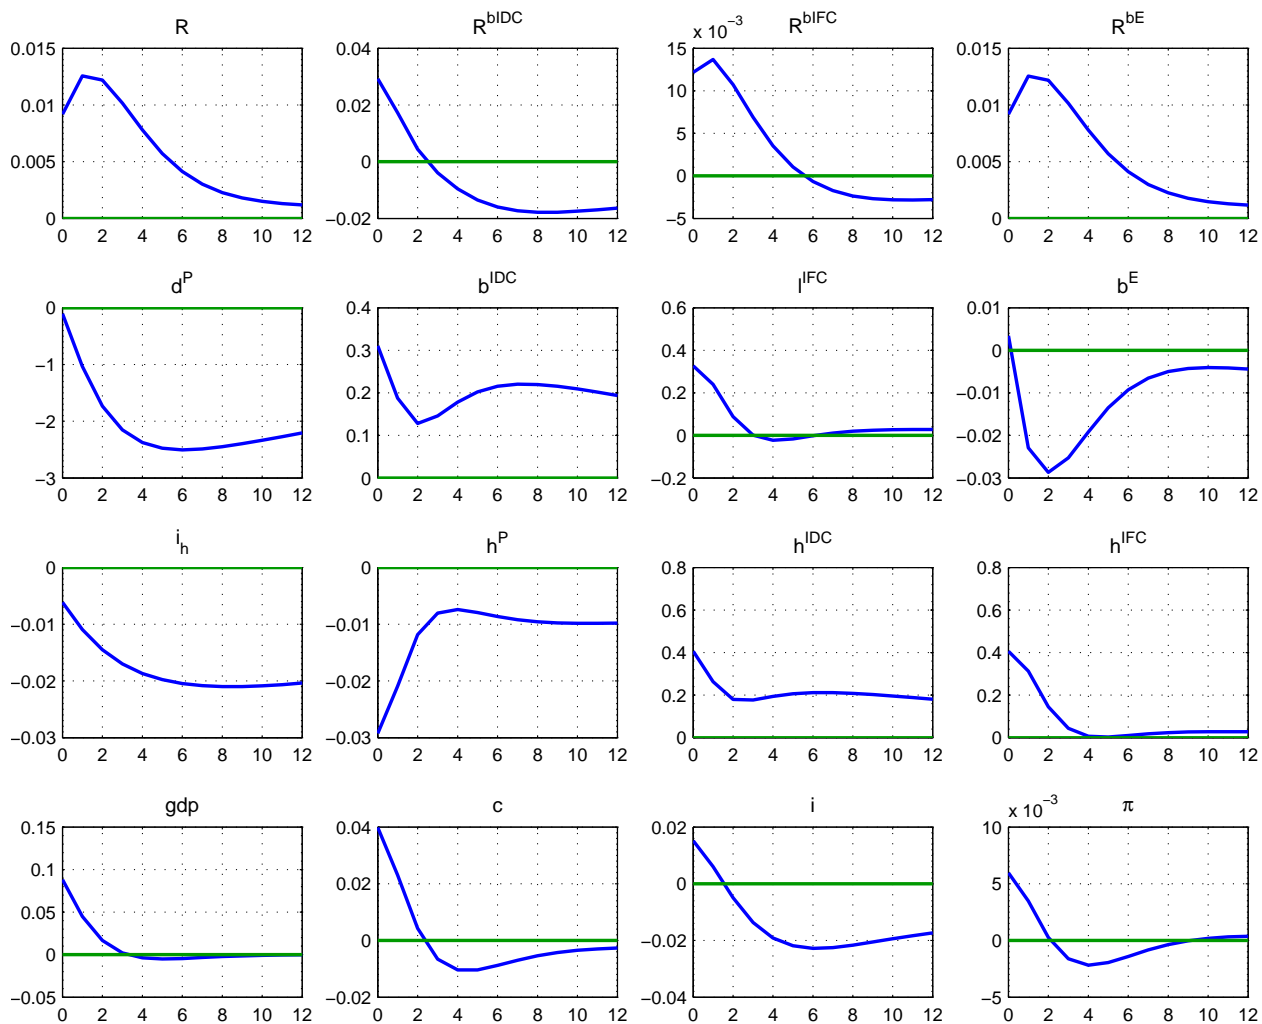 R R^bIDC x 10^−3 R^bIFC R^bE
0.015 0.04 15 0.015
0.01 0.02 10 0.01
5
0.005 0 0.005
0
0 −0.02 −5 0
0 2 4 6 8 10 12 0 2 4 6 8 10 12 0 2 4 6 8 10 12 0 2 4 6 8 10 12
d^P b^IDC l^IFC b^E
0 0.4 0.6 0.01
0.3 0.4 0
−1
0.2 0.2 −0.01
−2
0.1 0 −0.02
−3 0 −0.2 −0.03
0 2 4 6 8 10 12 0 2 4 6 8 10 12 0 2 4 6 8 10 12 0 2 4 6 8 10 12
i_h h^P h^IDC h^IFC
0 0 0.8 0.8
0.6 0.6
−0.01 −0.01
0.4 0.4
−0.02 −0.02
0.2 0.2
−0.03 −0.03 0 0
0 2 4 6 8 10 12 0 2 4 6 8 10 12 0 2 4 6 8 10 12 0 2 4 6 8 10 12
gdp c i x 10^−3 π
0.15 0.04 0.02 10
0.1 0.02 0 5
0.05
0 −0.02 0
0
−0.05 −0.02 −0.04 −5
0 2 4 6 8 10 12 0 2 4 6 8 10 12 0 2 4 6 8 10 12 0 2 4 6 8 10 12